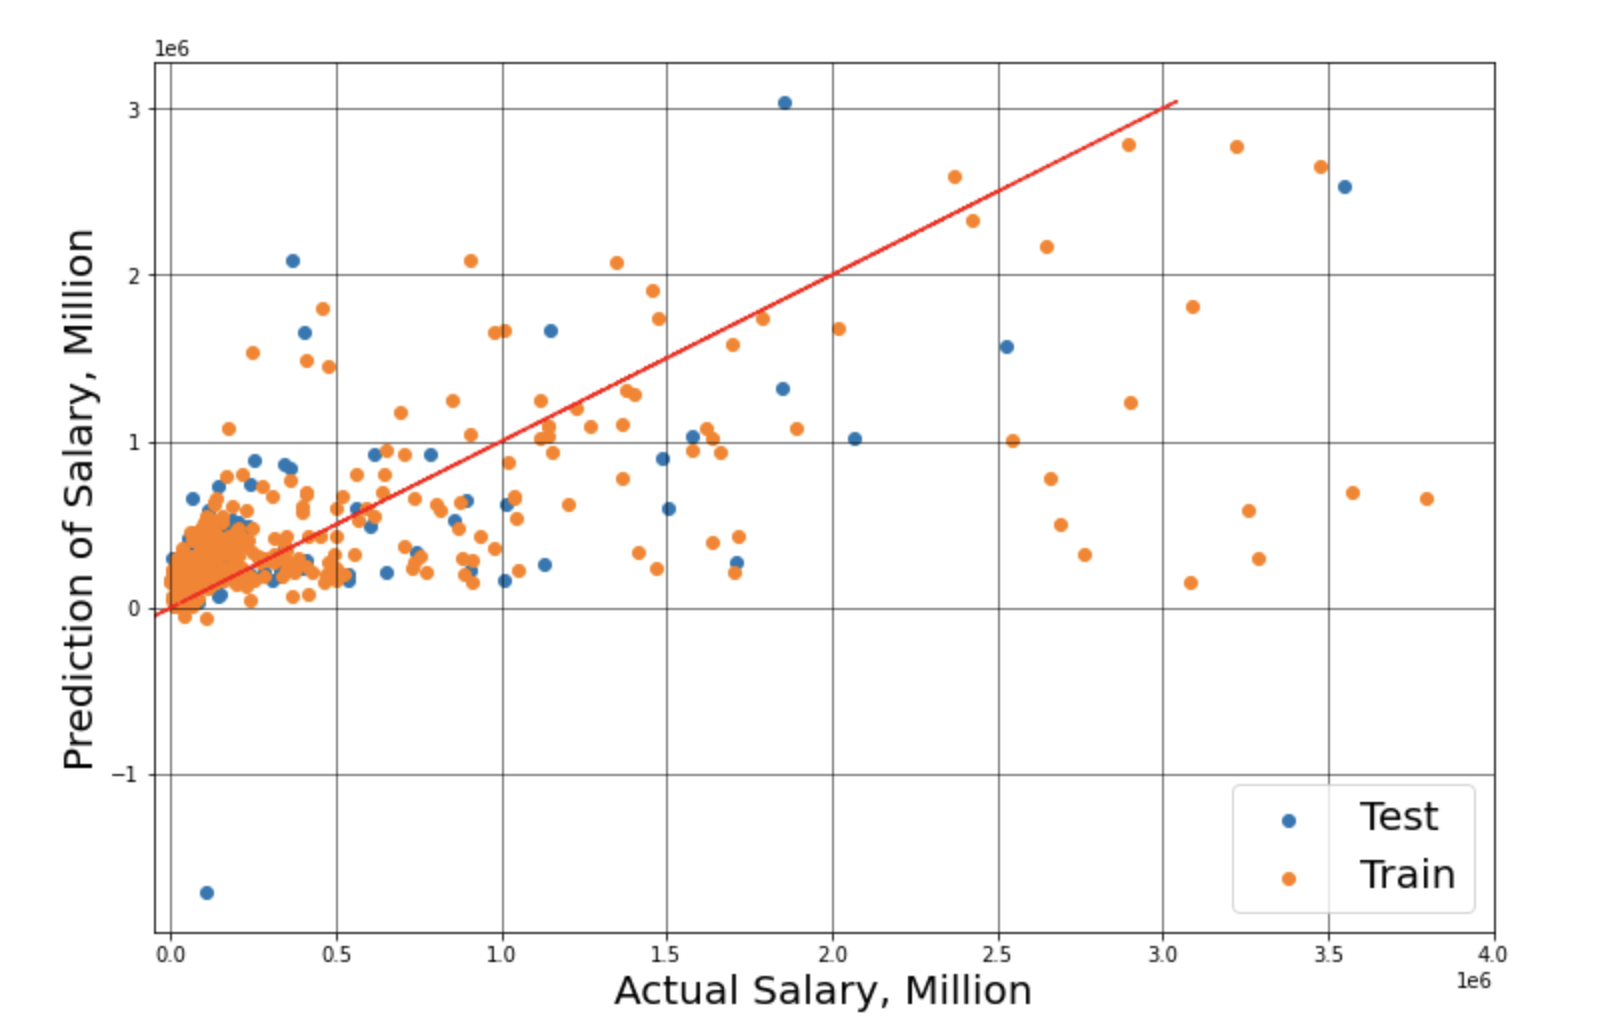 1e6
3
2
1
0
−1
Prediction of Salary, Million
Test
Train
0.0 0.5 1.0 1.5 2.0 2.5 3.0 3.5 4.0
1e6
Actual Salary, Million